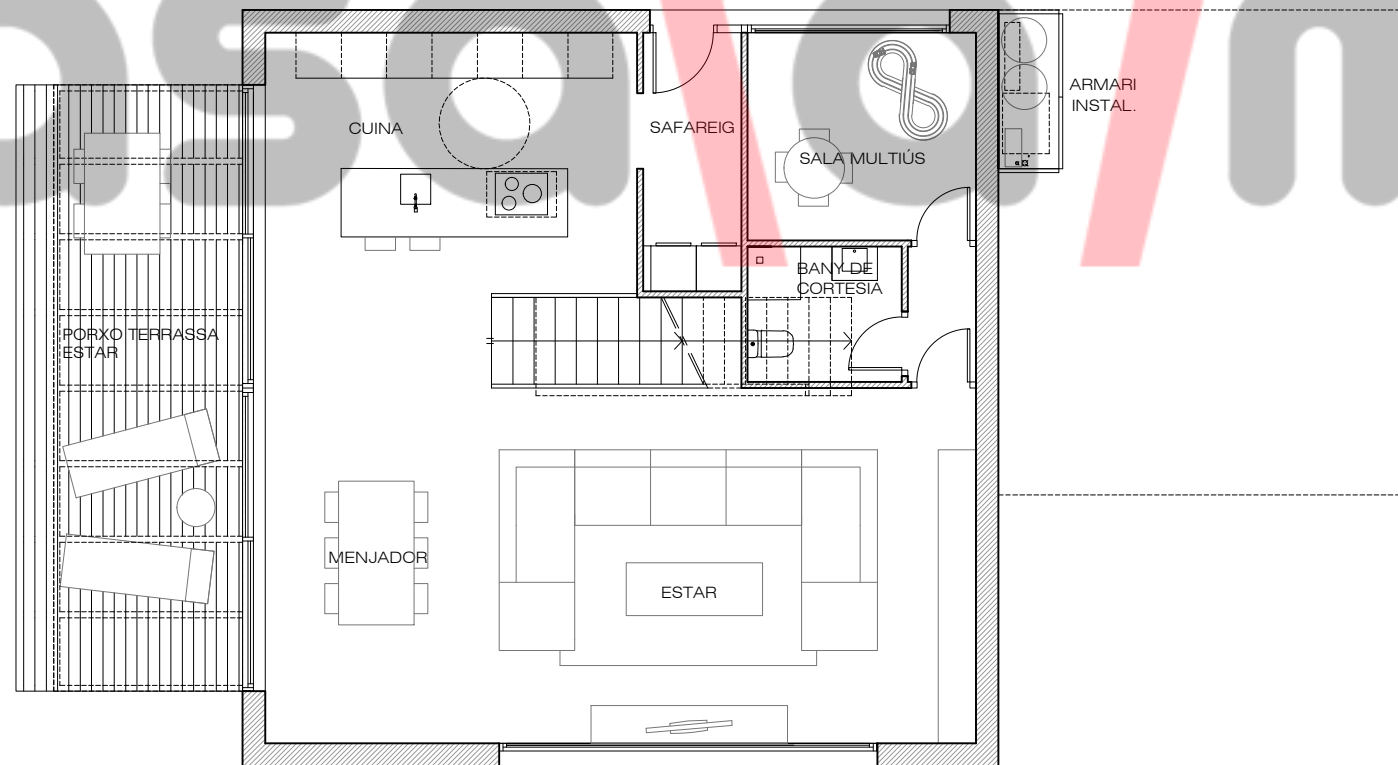 ARMARI
INSTAL.
CUINA
SAFAREIG
SALA MULTIÚS
BANY DE
CORTESIA
PORXO TERRASSA
ESTAR
MENJADOR
ESTAR